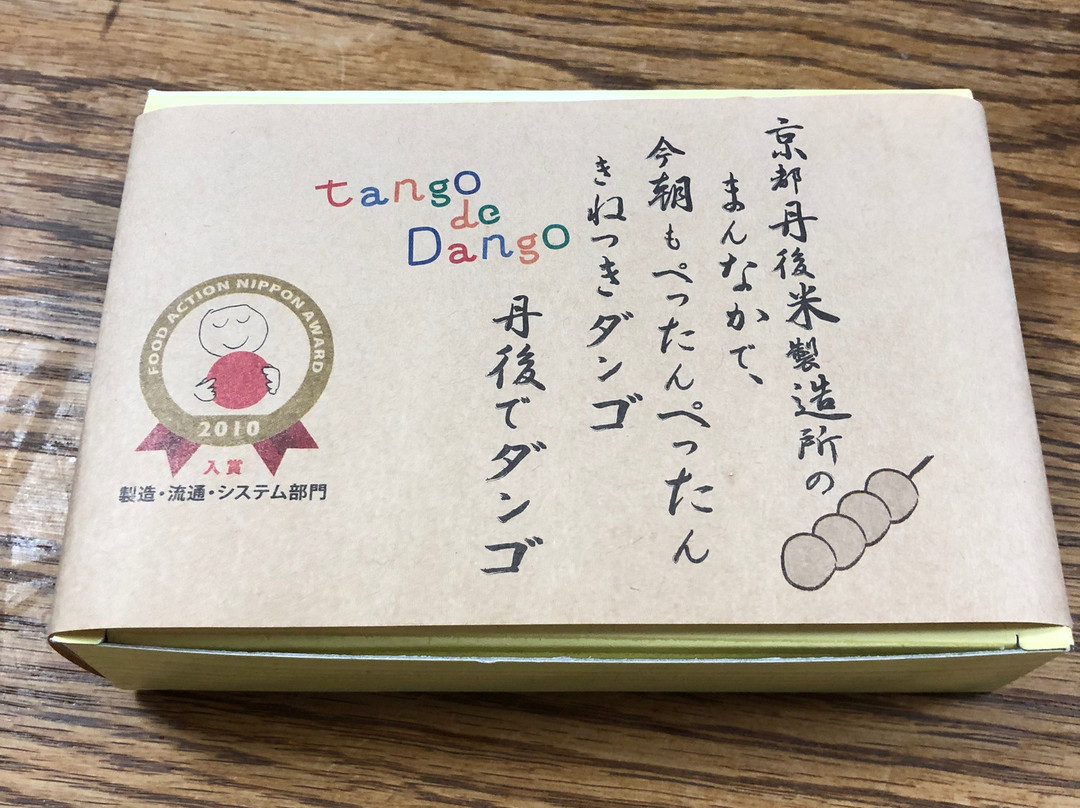 京都丹後米製造所の
まんなかで、
今朝もぺったんぺったん
きねつきダンゴ
丹後でダンゴ
tango
de
Dango
FOOD ACTION NIPPON AWARD
2010
入賞
製造・流通・システム部門